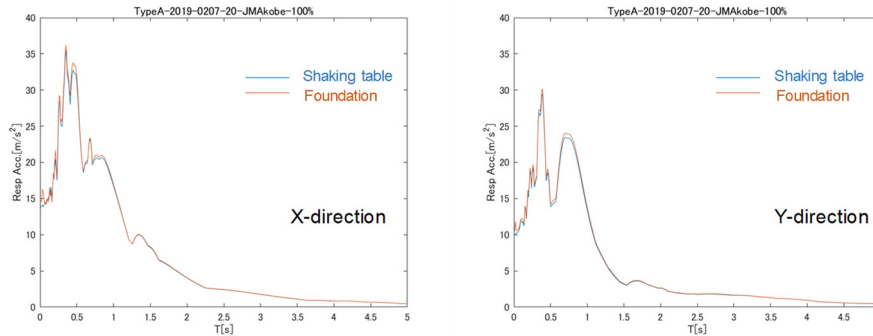 TypeA-2019-0207-20-JMAkobe-100%
40
35
30
25
20
15
10
5
0
Resp Acc.[m/s²]
Shaking table
Foundation
X-direction
0 0.5 1 1.5 2 2.5 3 3.5 4 4.5 5
T[s]
TypeA-2019-0207-20-JMAkobe-100%
40
35
30
25
20
15
10
5
0
Resp Acc.[m/s²]
Shaking table
Foundation
Y-direction
0 0.5 1 1.5 2 2.5 3 3.5 4 4.5
T[s]